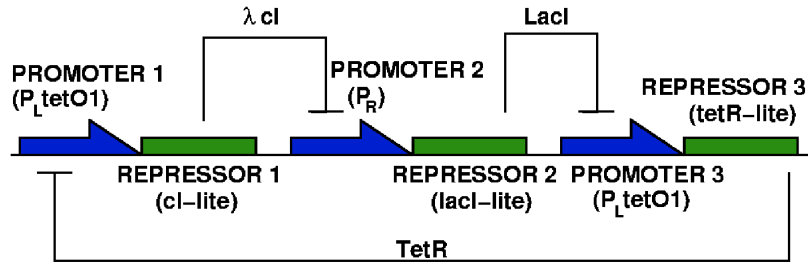 λ cI
LacI
PROMOTER 1
(PLtetO1)
PROMOTER 2
(PR)
REPRESSOR 3
(tetR-lite)
REPRESSOR 1
(cI-lite)
REPRESSOR 2
(lacI-lite)
PROMOTER 3
(PLtetO1)
TetR